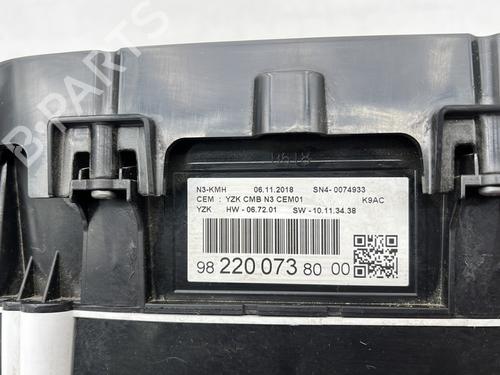 B-PARTS
N3-KMH 06.11.2018 SN4- 0074933
CEM : YZK CMB N3 CEM01 K9AC
YZK HW - 06.72.01 SW - 10.11.34.38
98 220 073 80 00